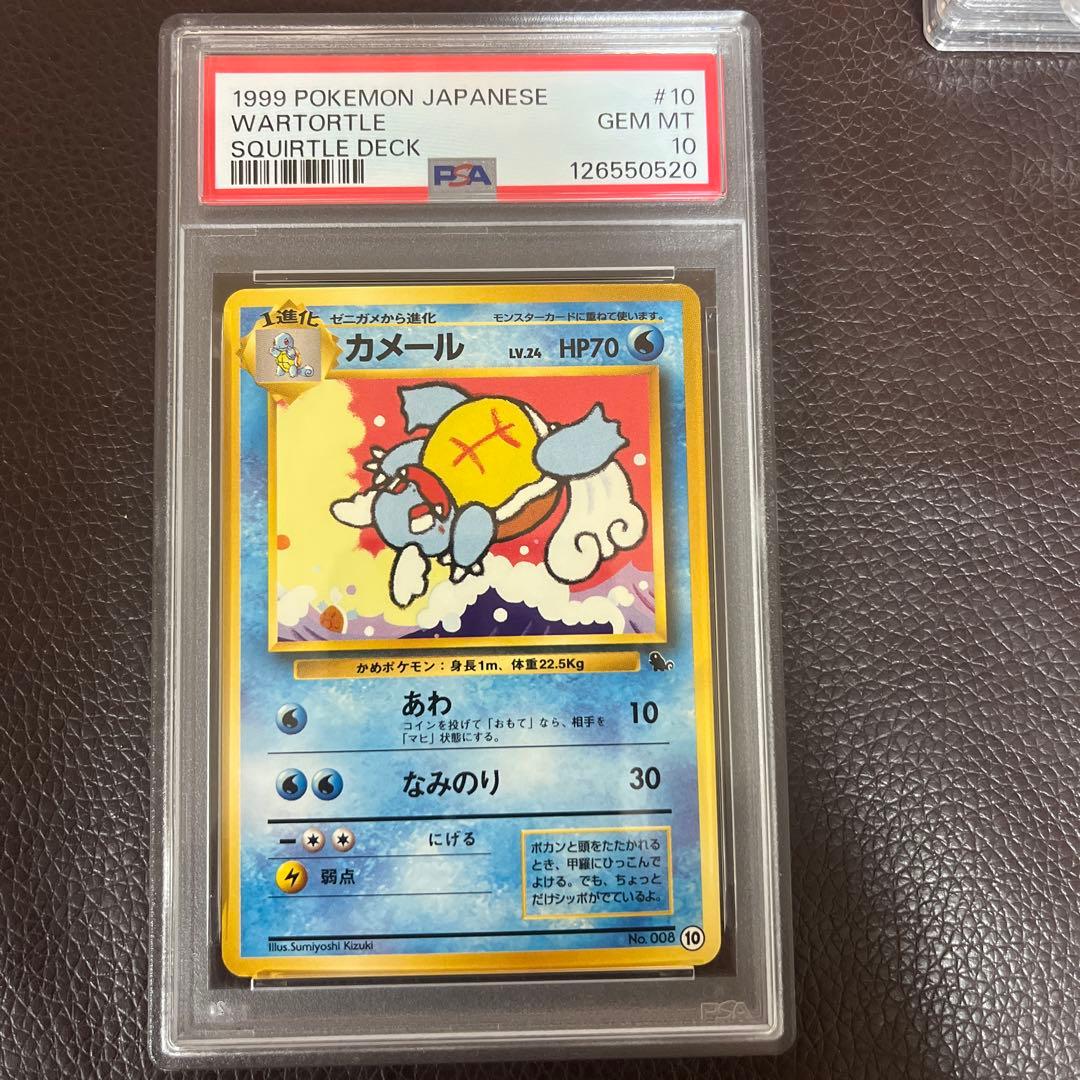 1999 POKEMON JAPANESE #10
WARTORTLE GEM MT
SQUIRTLE DECK 10
PSA 126550520
1進化 ゼニガメから進化 モンスターカードに重ねて使います。
カメール LV.24 HP70
かめポケモン：身長1m、体重22.5Kg
あわ 10
コインを投げて「おもて」なら、相手を
「マヒ」状態にする。
なみのり 30
にげる
弱点
ポカンと頭をたたかれる
とき、甲羅にひっこんで
よける。でも、ちょっと
だけシッポがでているよ。
Illus.Sumiyoshi Kizuki No.008 10
PSA